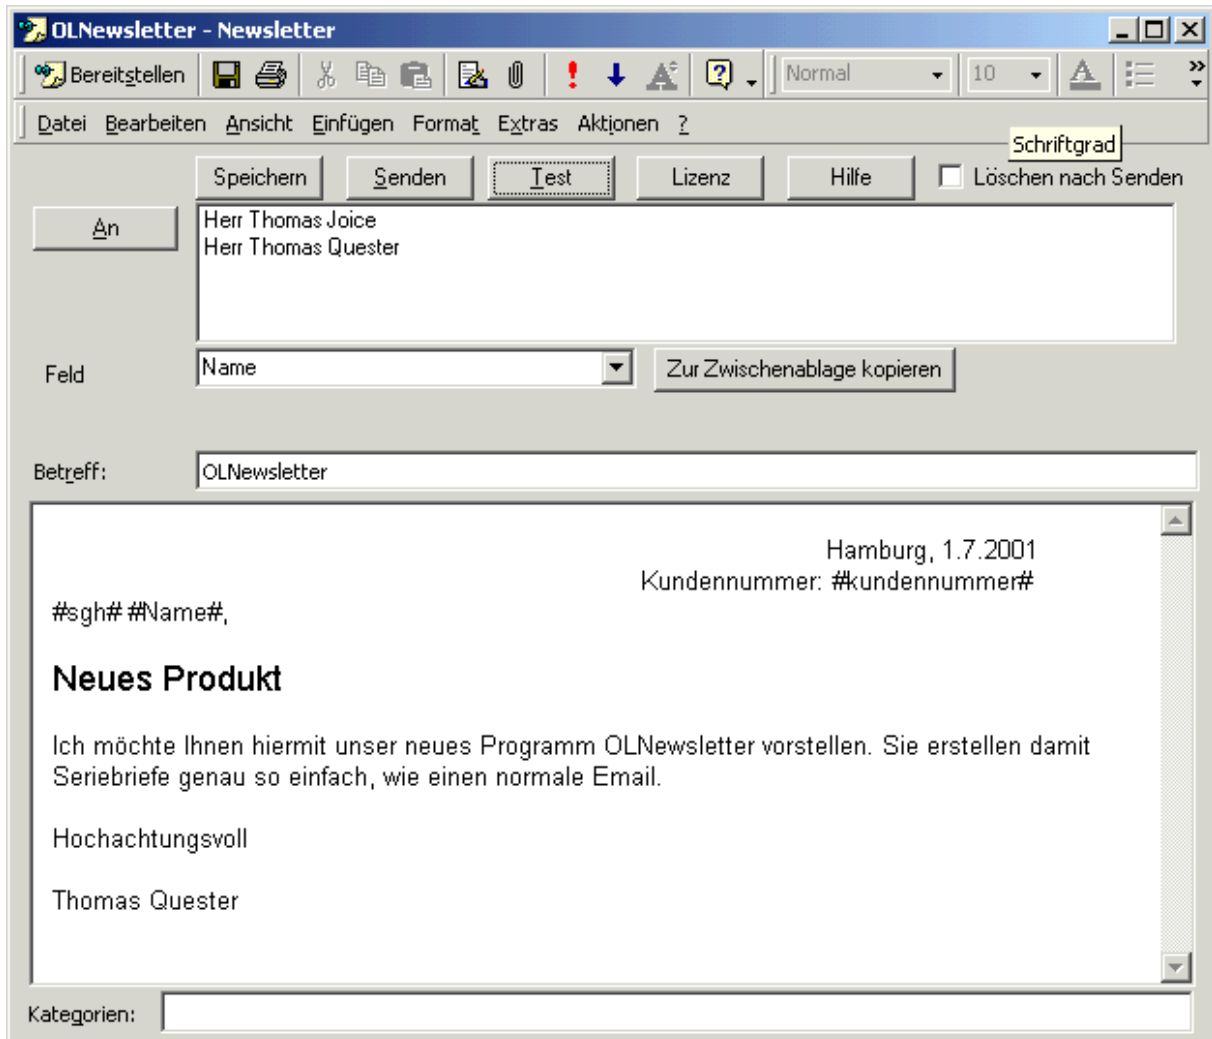 OLNewsletter - Newsletter
Bereitstellen Normal 10
Datei Bearbeiten Ansicht Einfügen Format Extras Aktionen ?
Schriftgrad
Speichern Senden Test Lizenz Hilfe Löschen nach Senden
An
Herr Thomas Joice
Herr Thomas Quester
Feld Name Zur Zwischenablage kopieren
Betreff: OLNewsletter
Hamburg, 1.7.2001
Kundennummer: #kundennummer#
#sgh# #Name#,
Neues Produkt
Ich möchte Ihnen hiermit unser neues Programm OLNewsletter vorstellen. Sie erstellen damit
Seriebriefe genau so einfach, wie einen normale Email.
Hochachtungsvoll
Thomas Quester
Kategorien: